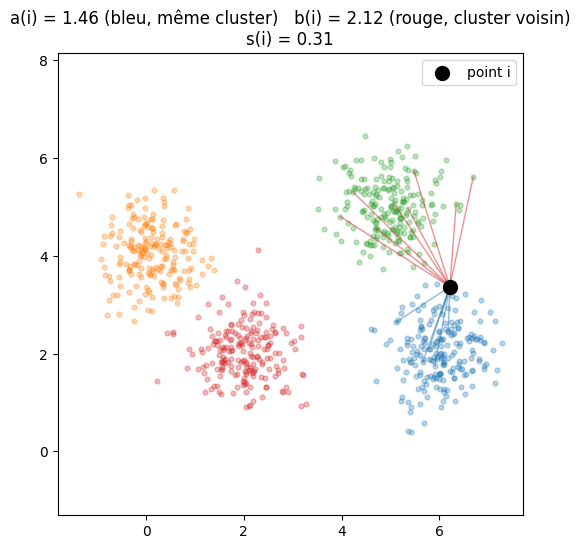 a(i) = 1.46 (bleu, même cluster)   b(i) = 2.12 (rouge, cluster voisin)
s(i) = 0.31
point i
8
6
4
2
0
0 2 4 6